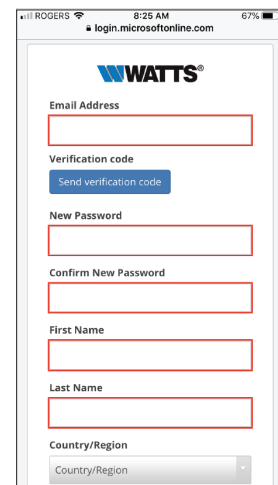 ROGERS 8:25 AM 67%
login.microsoftonline.com
WATTS®
Email Address
Verification code
Send verification code
New Password
Confirm New Password
First Name
Last Name
Country/Region
Country/Region